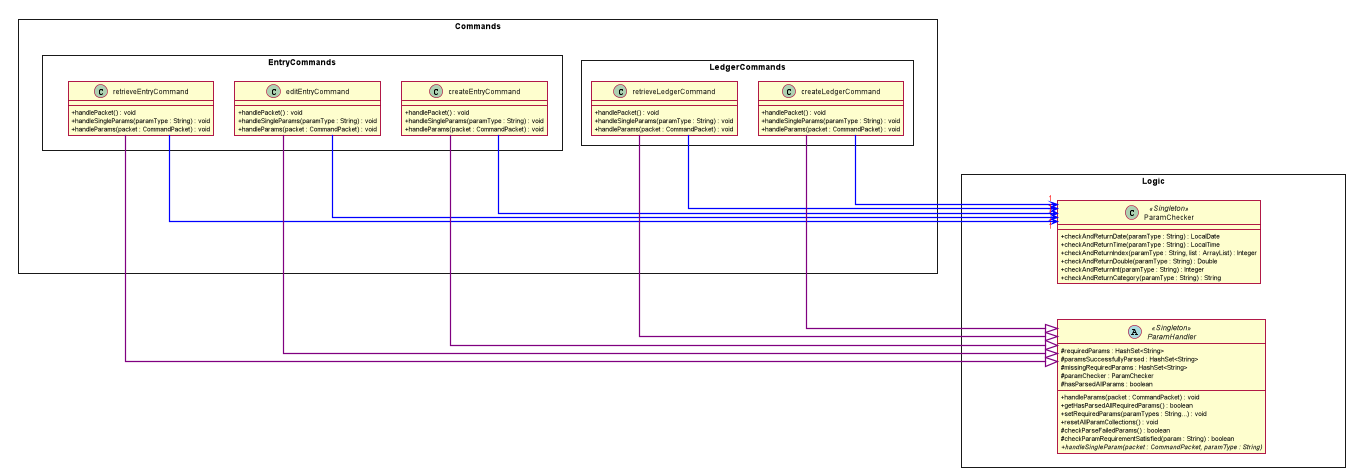 Commands
EntryCommands
LedgerCommands
C retrieveEntryCommand
+handlePacket() : void
+handleSingleParams(paramType : String) : void
+handleParams(packet : CommandPacket) : void
C editEntryCommand
+handlePacket() : void
+handleSingleParams(paramType : String) : void
+handleParams(packet : CommandPacket) : void
C createEntryCommand
+handlePacket() : void
+handleSingleParams(paramType : String) : void
+handleParams(packet : CommandPacket) : void
C retrieveLedgerCommand
+handlePacket() : void
+handleSingleParams(paramType : String) : void
+handleParams(packet : CommandPacket) : void
C createLedgerCommand
+handlePacket() : void
+handleSingleParams(paramType : String) : void
+handleParams(packet : CommandPacket) : void
Logic
«Singleton»
C ParamChecker
+checkAndReturnDate(paramType : String) : LocalDate
+checkAndReturnTime(paramType : String) : LocalTime
+checkAndReturnIndex(paramType : String, list : ArrayList) : Integer
+checkAndReturnDouble(paramType : String) : Double
+checkAndReturnInt(paramType : String) : Integer
+checkAndReturnCategory(paramType : String) : String
«Singleton»
A ParamHandler
#requiredParams : HashSet<String>
#paramsSuccessfullyParsed : HashSet<String>
#missingRequiredParams : HashSet<String>
#paramChecker : ParamChecker
#hasParsedAllParams : boolean
+handleParams(packet : CommandPacket) : void
+getHasParsedAllRequiredParams() : boolean
+setRequiredParams(paramTypes : String...) : void
+resetAllParamCollections() : void
#checkParseFailedParams() : boolean
#checkParamRequirementSatisfied(param : String) : boolean
+handleSingleParam(packet : CommandPacket, paramType : String)